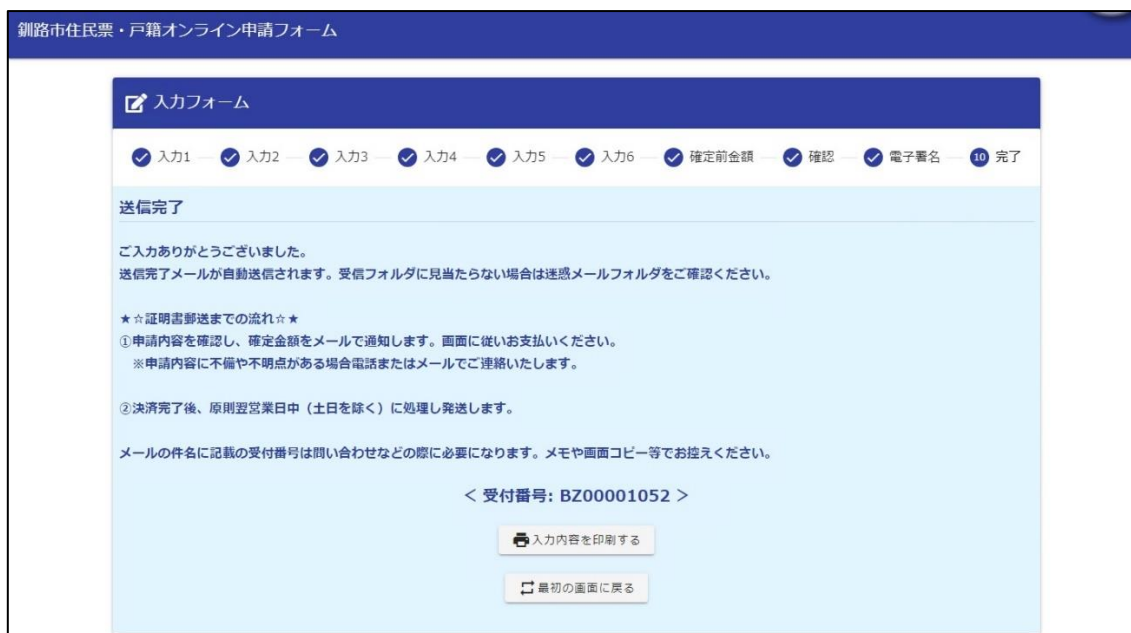 釧路市住民票・戸籍オンライン申請フォーム
入力フォーム
入力1 入力2 入力3 入力4 入力5 入力6 確定前金額 確認 電子署名 10 完了
送信完了
ご入力ありがとうございました。
送信完了メールが自動送信されます。受信フォルダに見当たらない場合は迷惑メールフォルダをご確認ください。
★☆証明書郵送までの流れ☆★
①申請内容を確認し、確定金額をメールで通知します。画面に従いお支払いください。
※申請内容に不備や不明点がある場合電話またはメールでご連絡いたします。
②決済完了後、原則翌営業日中（土日を除く）に処理し発送します。
メールの件名に記載の受付番号は問い合わせなどの際に必要になります。メモや画面コピー等でお控えください。
＜ 受付番号: BZ00001052 ＞
入力内容を印刷する
最初の画面に戻る